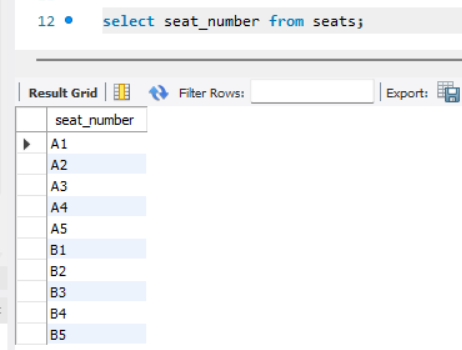 12 select seat_number from seats;
Result Grid Filter Rows: Export:
seat_number
A1
A2
A3
A4
A5
B1
B2
B3
B4
B5